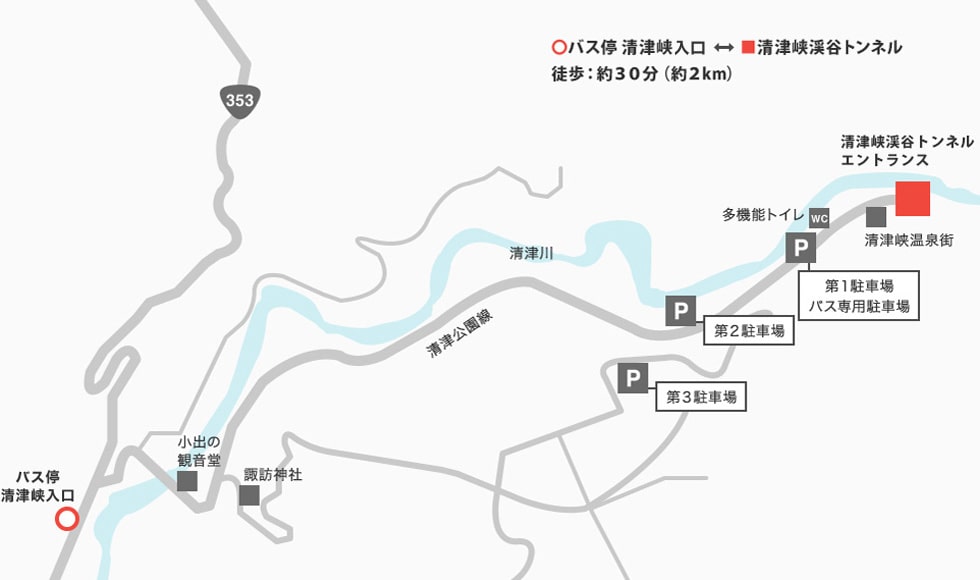 ○バス停 清津峡入口 ↔ ■清津峡渓谷トンネル
徒歩：約30分（約2km）
353
清津峡渓谷トンネル
エントランス
多機能トイレ
WC
清津峡温泉街
P
第1駐車場
バス専用駐車場
清津川
P
第2駐車場
清津公園線
P
第3駐車場
小出の
観音堂
諏訪神社
バス停
清津峡入口